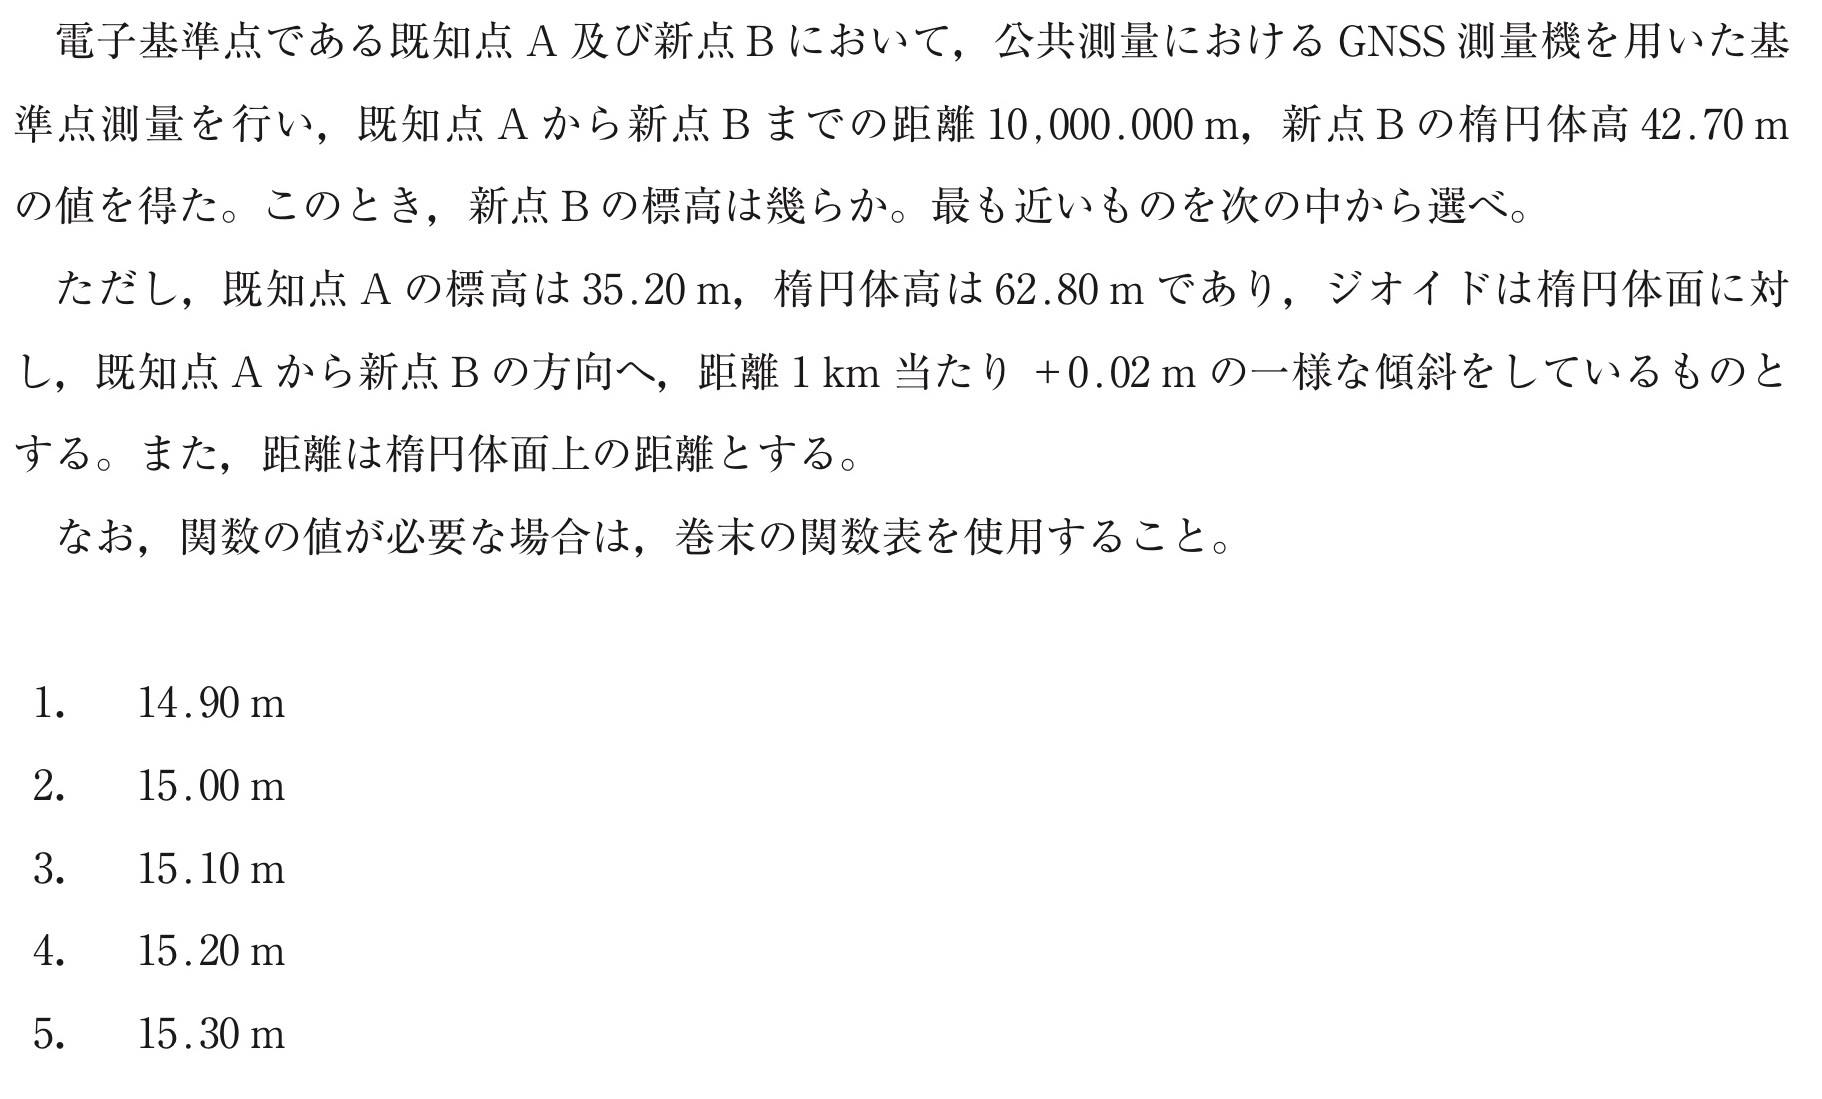 電子基準点である既知点 A 及び新点 B において，公共測量における GNSS 測量機を用いた基
準点測量を行い，既知点 A から新点 B までの距離 10,000.000 m，新点 B の楕円体高 42.70 m
の値を得た。このとき，新点 B の標高は幾らか。最も近いものを次の中から選べ。
ただし，既知点 A の標高は 35.20 m，楕円体高は 62.80 m であり，ジオイドは楕円体面に対
し，既知点 A から新点 B の方向へ，距離 1 km 当たり +0.02 m の一様な傾斜をしているものと
する。また，距離は楕円体面上の距離とする。
なお，関数の値が必要な場合は，巻末の関数表を使用すること。
1. 14.90 m
2. 15.00 m
3. 15.10 m
4. 15.20 m
5. 15.30 m